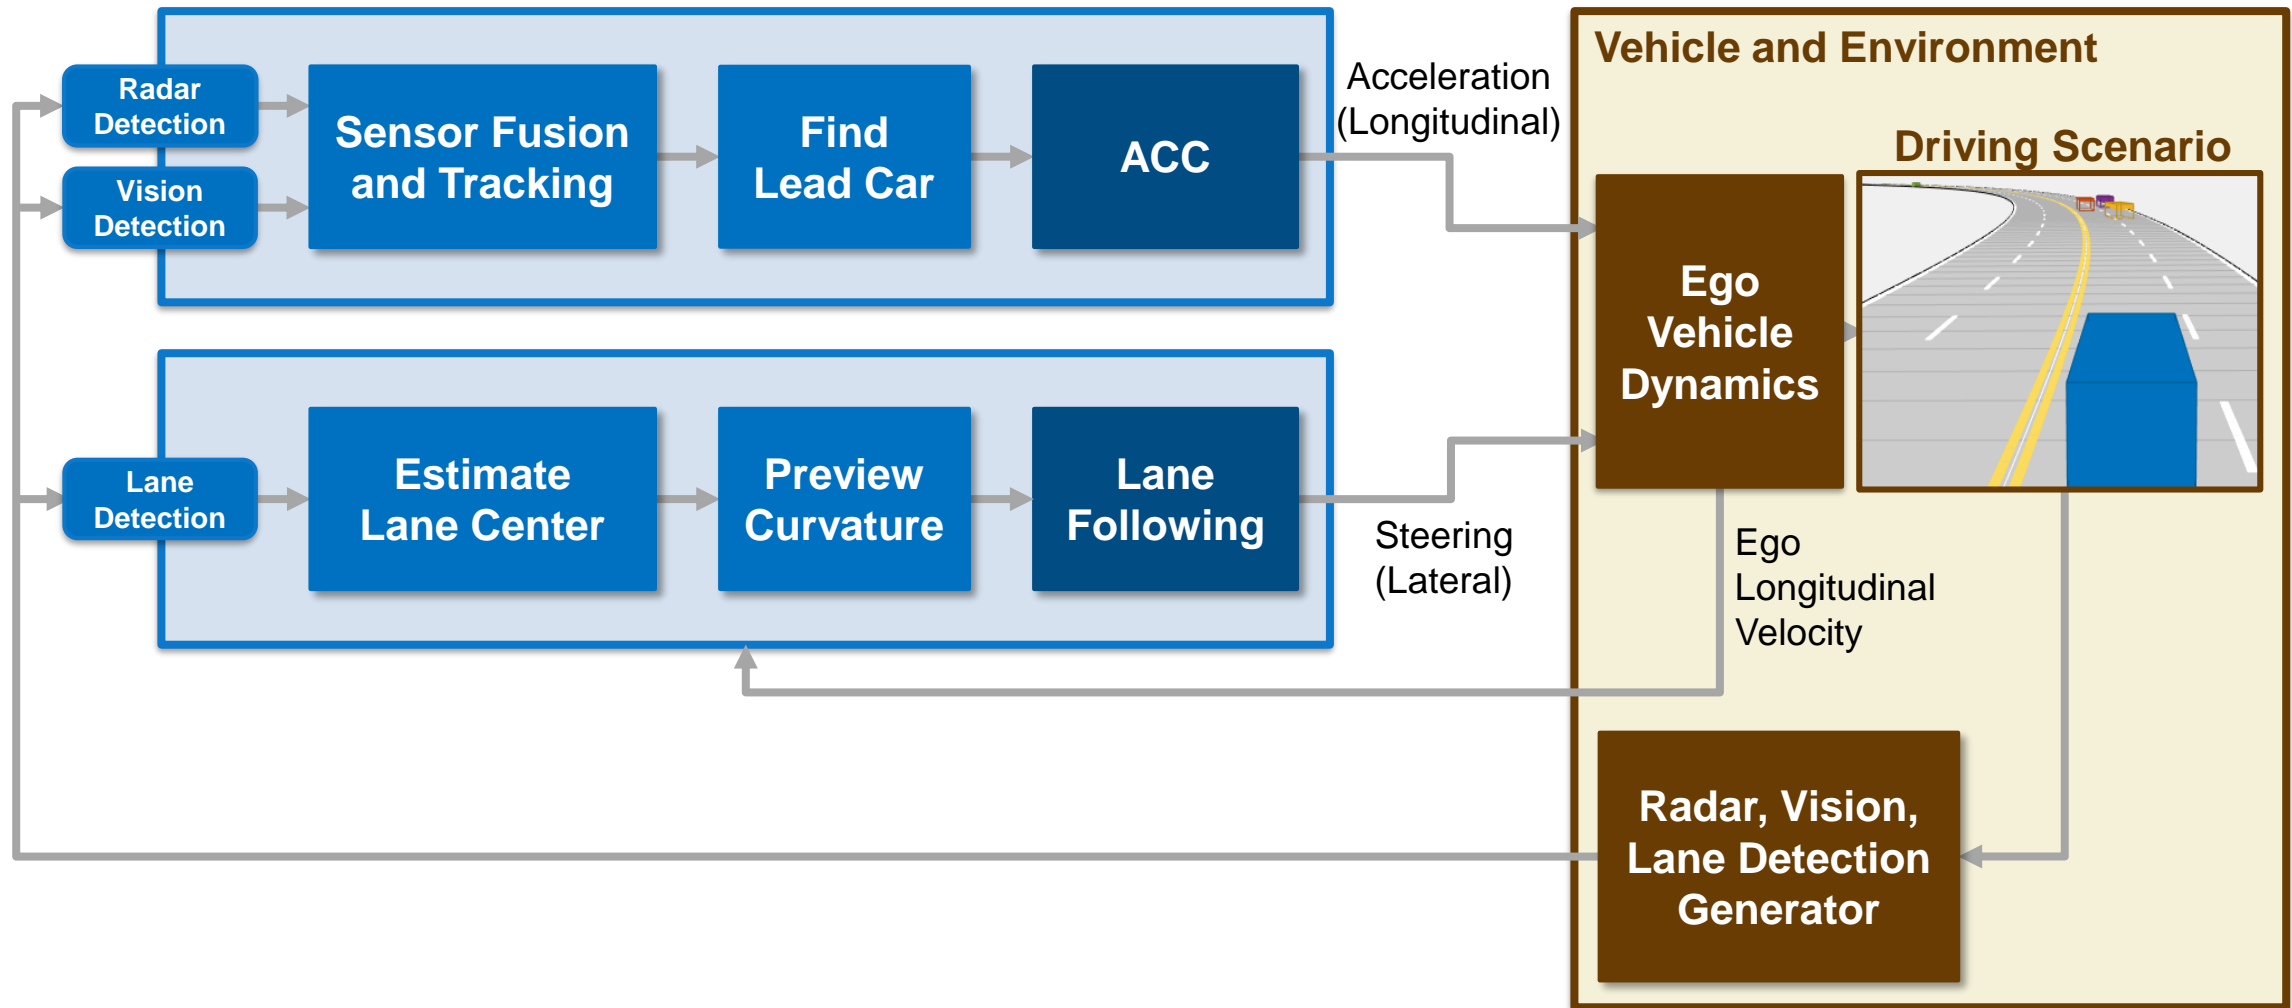 Radar
Detection
Vision
Detection
Sensor Fusion
and Tracking
Find
Lead Car
ACC
Acceleration
(Longitudinal)
Lane
Detection
Estimate
Lane Center
Preview
Curvature
Lane
Following
Steering
(Lateral)
Vehicle and Environment
Driving Scenario
Ego
Vehicle
Dynamics
Ego
Longitudinal
Velocity
Radar, Vision,
Lane Detection
Generator